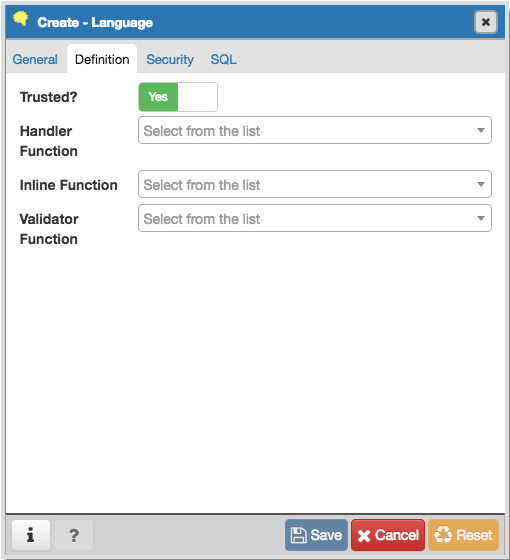 Create - Language
General Definition Security SQL
Trusted? Yes
Handler Function Select from the list
Inline Function Select from the list
Validator Function Select from the list
i ? Save Cancel Reset